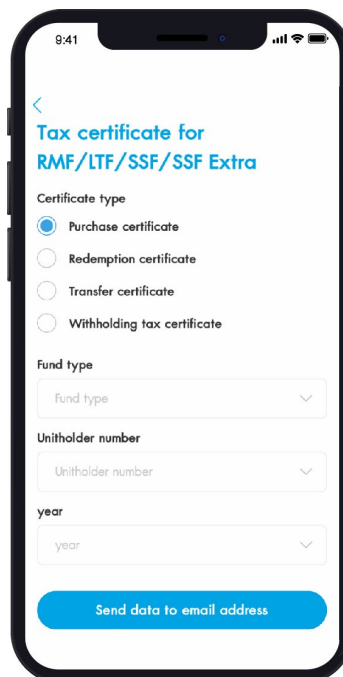 9:41
Tax certificate for
RMF/LTF/SSF/SSF Extra
Certificate type
Purchase certificate
Redemption certificate
Transfer certificate
Withholding tax certificate
Fund type
Fund type
Unitholder number
Unitholder number
year
year
Send data to email address